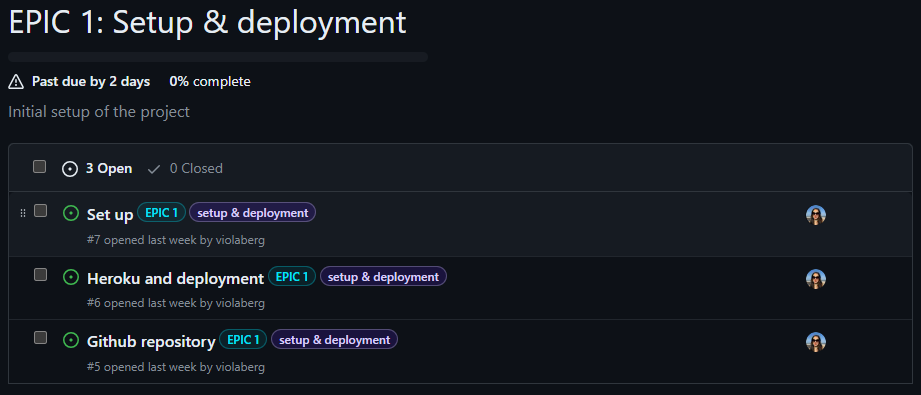 EPIC 1: Setup & deployment
Past due by 2 days 0% complete
Initial setup of the project
3 Open 0 Closed
Set up EPIC 1 setup & deployment
#7 opened last week by violaberg
Heroku and deployment EPIC 1 setup & deployment
#6 opened last week by violaberg
Github repository EPIC 1 setup & deployment
#5 opened last week by violaberg